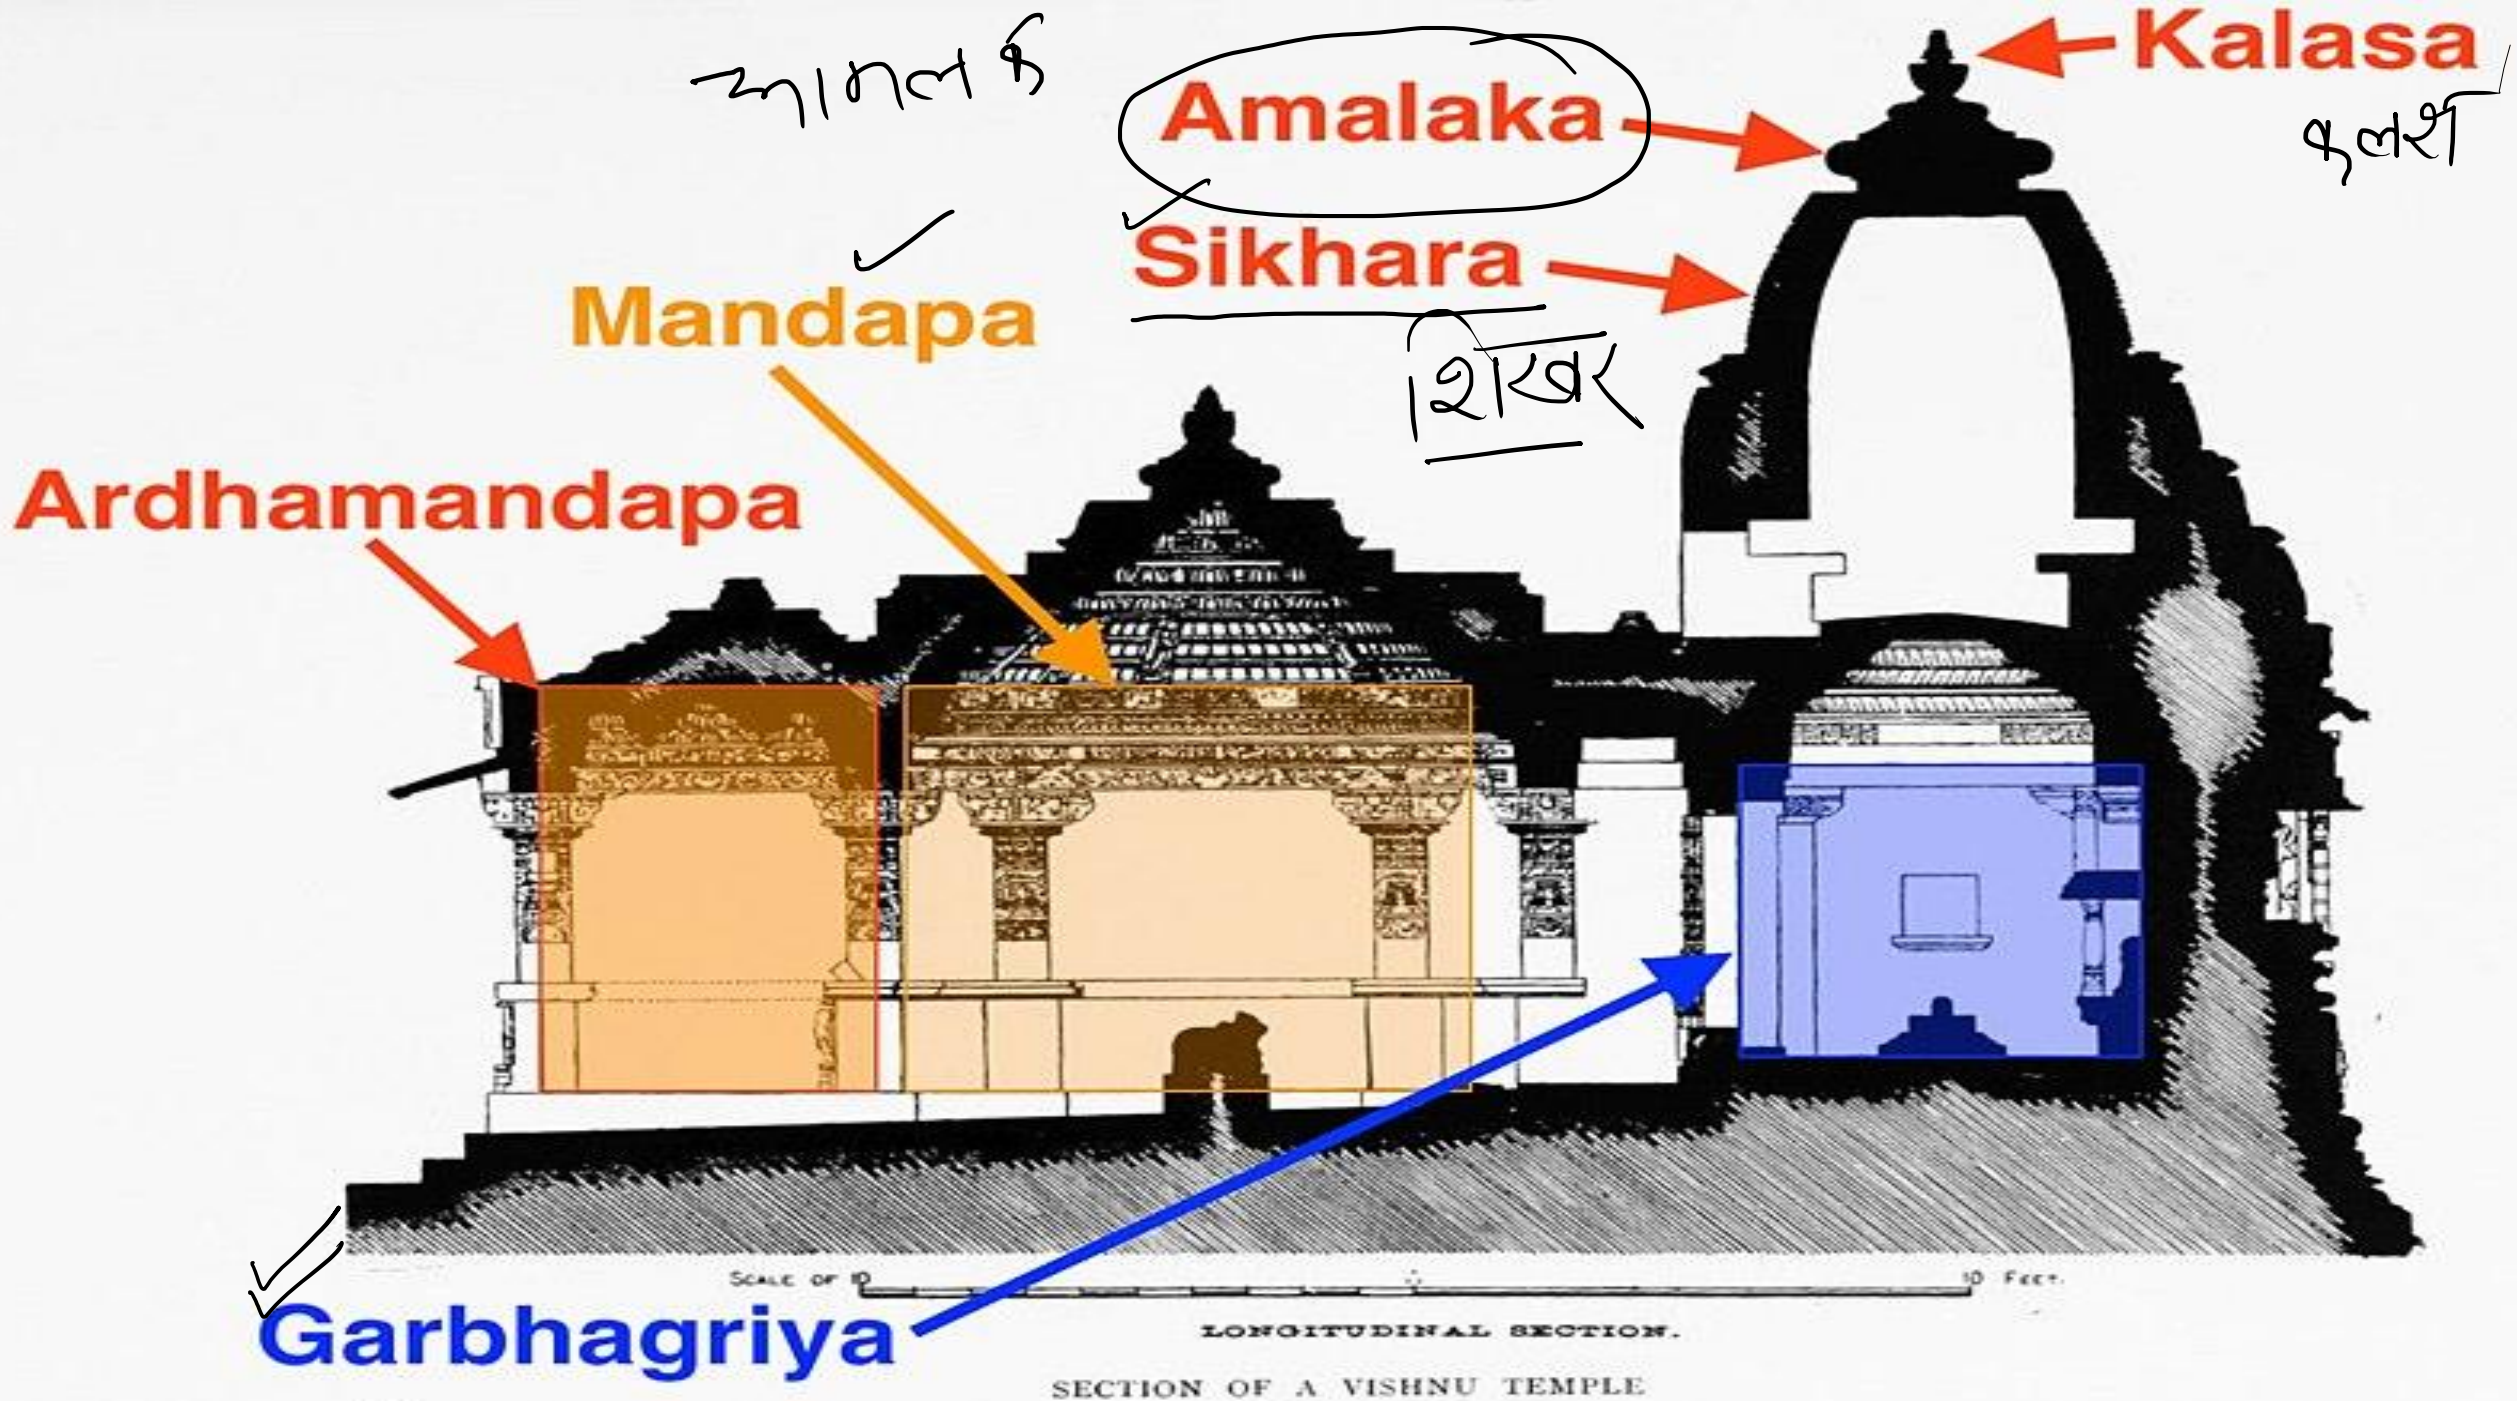 Kalasa
आमलक
Amalaka
कलश
Sikhara
Mandapa
शिखर
Ardhamandapa
SCALE OF 10
10 FEET.
Garbhagriya
LONGITUDINAL SECTION.
SECTION OF A VISHNU TEMPLE